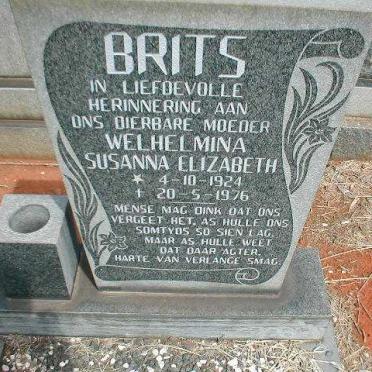 BRITS
IN LIEFDEVOLLE
HERINNERING AAN
ONS DIERBARE MOEDER
WELHELMINA
SUSANNA ELIZABETH
* 4-10-1924
† 20-5-1976
MENSE MAG DINK DAT ONS
VERGEET HET, AS HULLE ONS
SOMTYDS SO SIEN LAG.
MAAR AS HULLE WEET
DAT DAAR AGTER,
HARTE VAN VERLANGE SMAG.